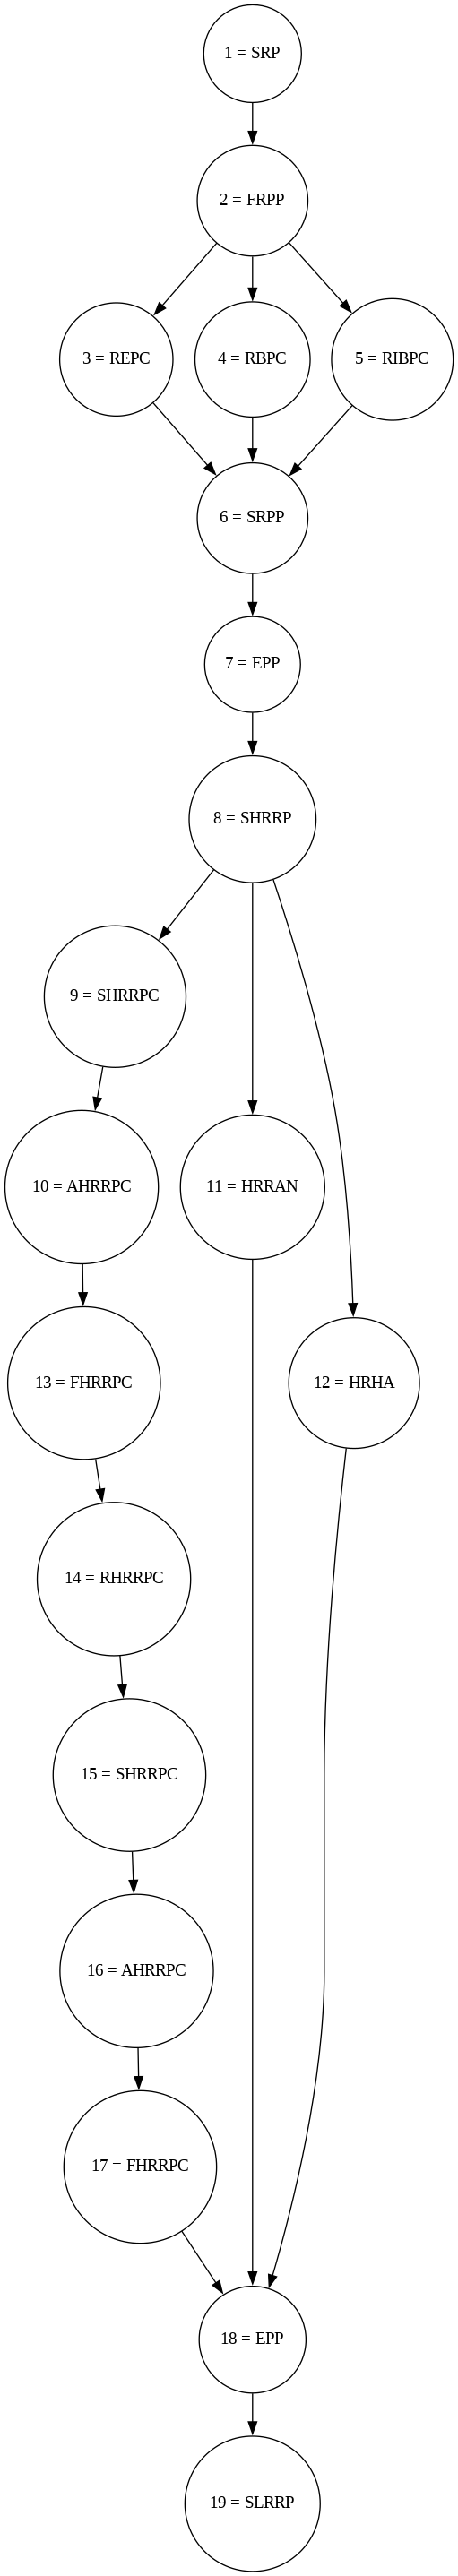 1 = SRP
2 = FRPP
3 = REPC
4 = RBPC
5 = RIBPC
6 = SRPP
7 = EPP
8 = SHRRP
9 = SHRRPC
10 = AHRRPC
11 = HRRAN
12 = HRHA
13 = FHRRPC
14 = RHRRPC
15 = SHRRPC
16 = AHRRPC
17 = FHRRPC
18 = EPP
19 = SLRRP